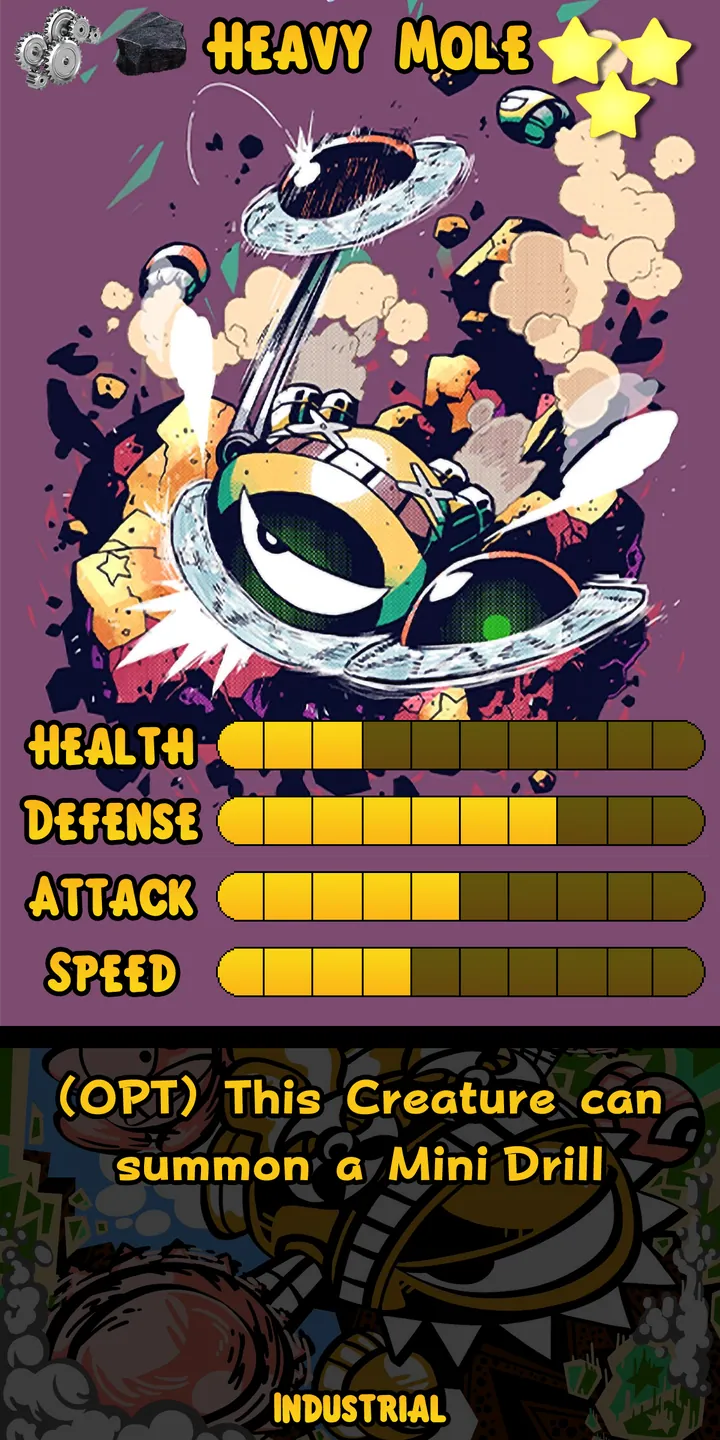 Heavy Mole
Health
Defense
Attack
Speed
(OPT) This Creature can
summon a Mini Drill
Industrial